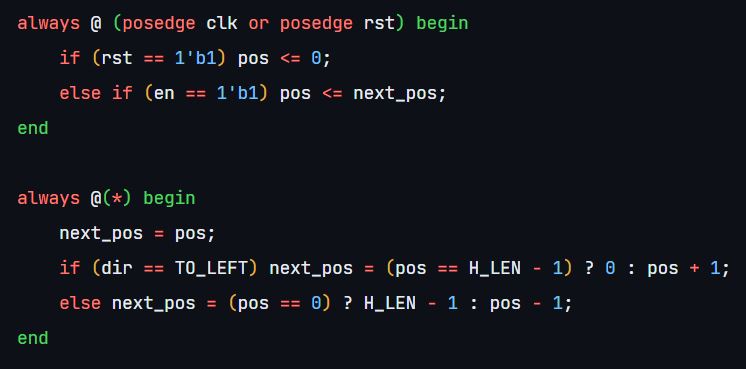 always @ (posedge clk or posedge rst) begin
    if (rst == 1'b1) pos <= 0;
    else if (en == 1'b1) pos <= next_pos;
end

always @(*) begin
    next_pos = pos;
    if (dir == TO_LEFT) next_pos = (pos == H_LEN - 1) ? 0 : pos + 1;
    else next_pos = (pos == 0) ? H_LEN - 1 : pos - 1;
end